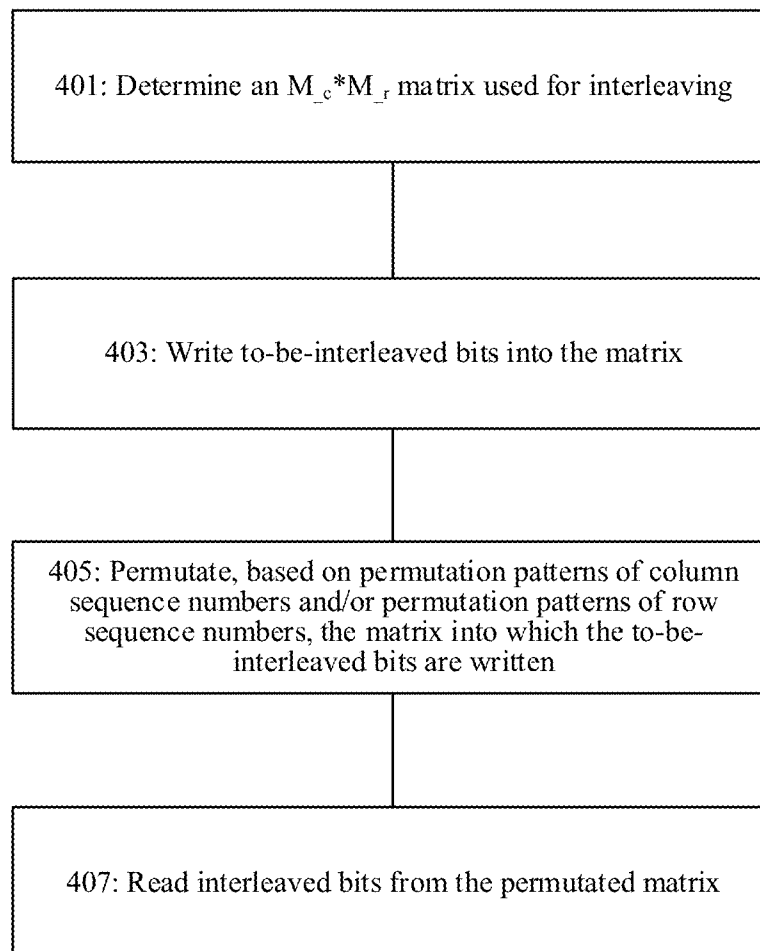 401: Determine an M_c*M_r matrix used for interleaving
403: Write to-be-interleaved bits into the matrix
405: Permutate, based on permutation patterns of column
sequence numbers and/or permutation patterns of row
sequence numbers, the matrix into which the to-be-
interleaved bits are written
407: Read interleaved bits from the permutated matrix